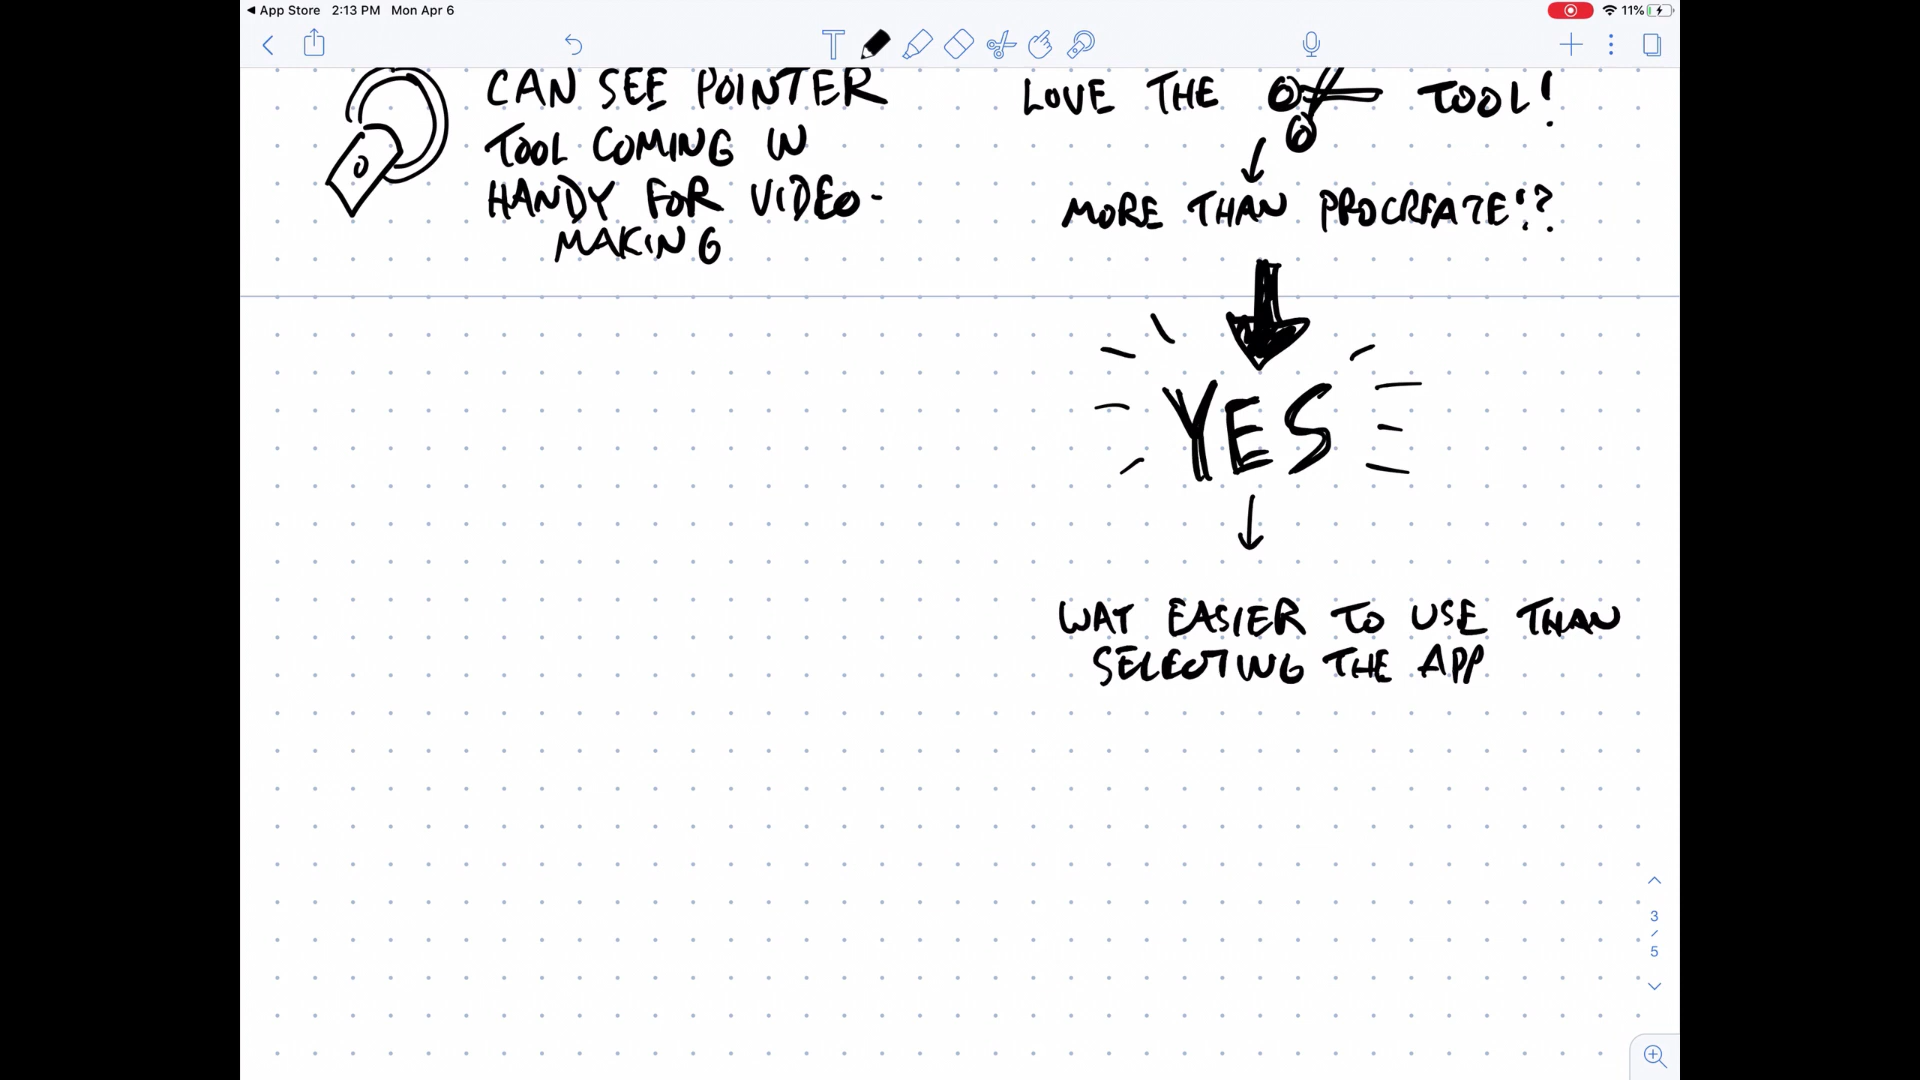 App Store 2:13 PM Mon Apr 6
11%
T
CAN SEE POINTER
TOOL COMING IN
HANDY FOR VIDEO-
MAKING
LOVE THE TOOL!
MORE THAN PROCREATE!?
YES
WAY EASIER TO USE THAN
SELECTING THE APP
3
/
5